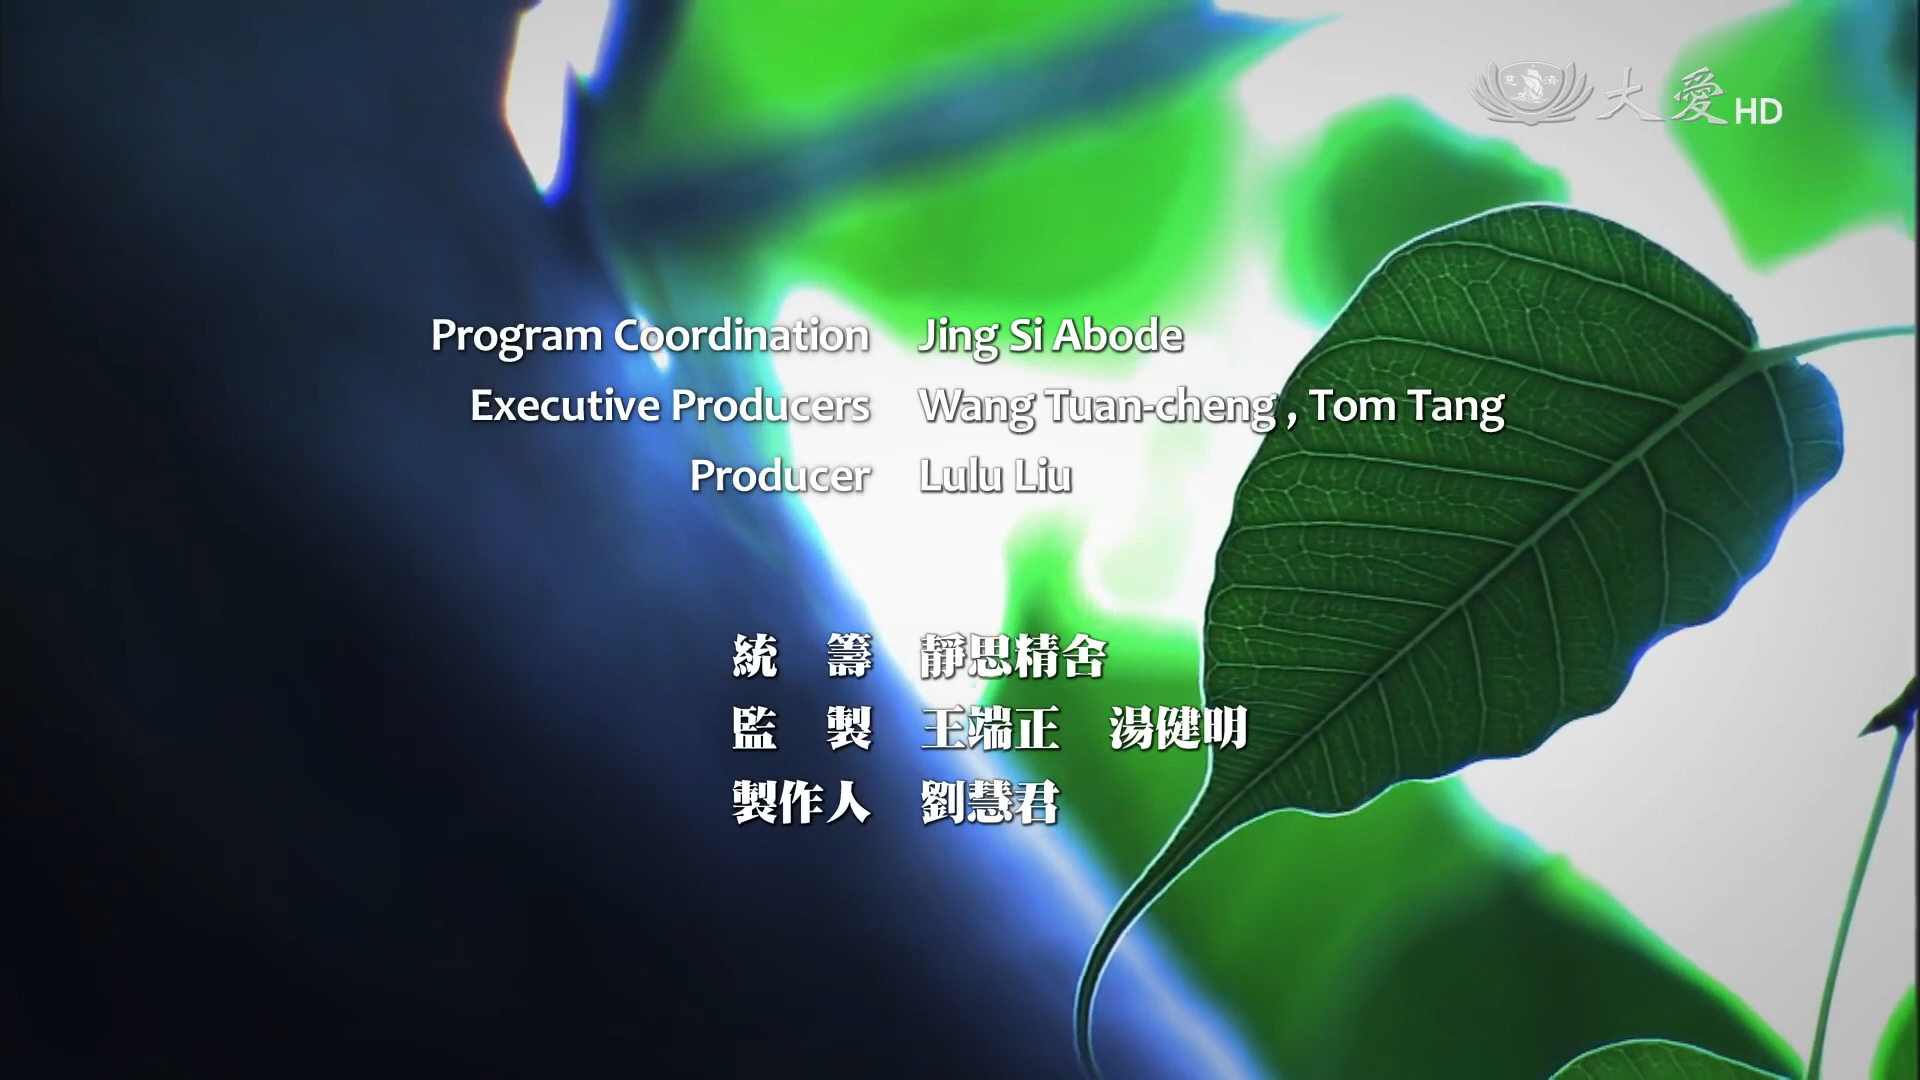 大愛HD
Program Coordination Jing Si Abode
Executive Producers Wang Tuan-cheng , Tom Tang
Producer Lulu Liu
統 籌 靜思精舍
監 製 王端正 湯健明
製作人 劉慧君